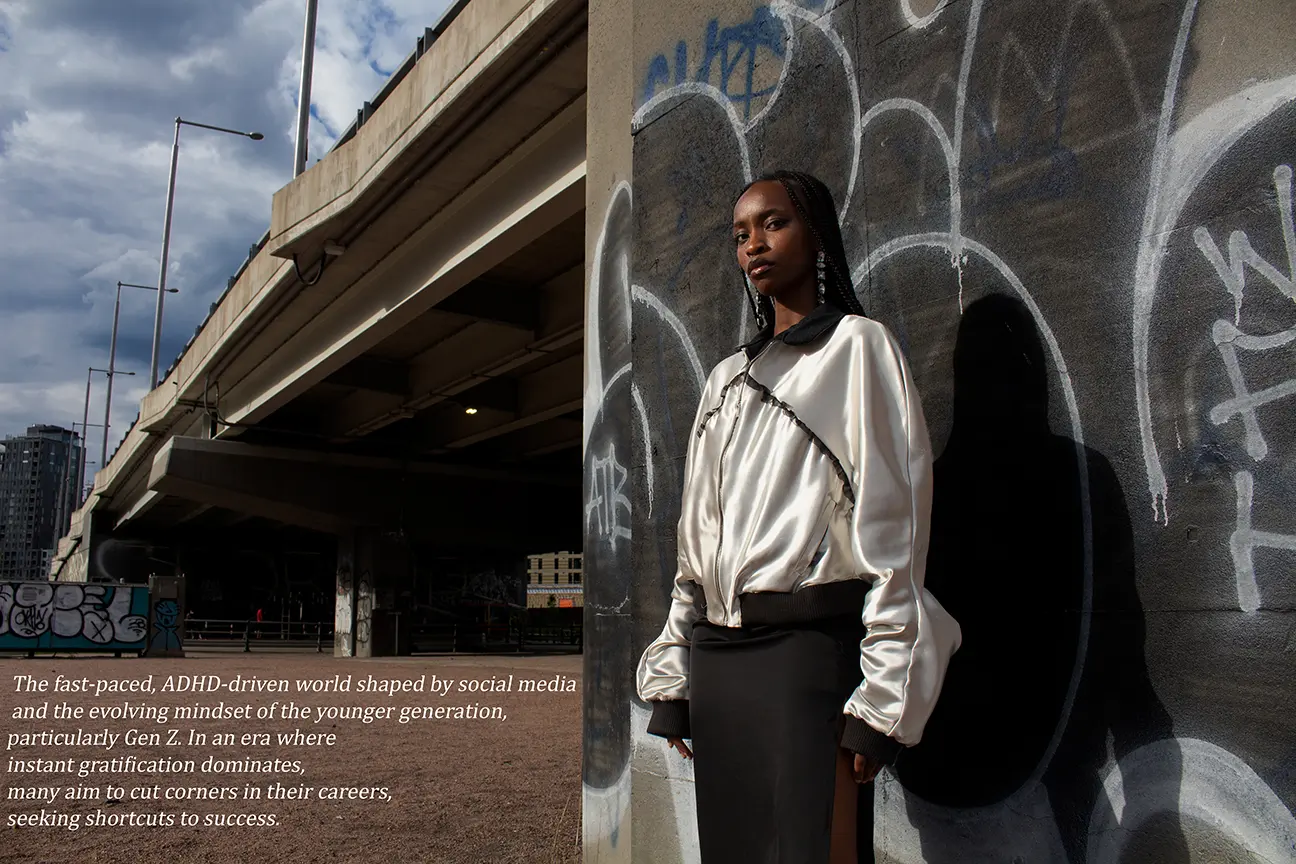 The fast-paced, ADHD-driven world shaped by social media
and the evolving mindset of the younger generation,
particularly Gen Z. In an era where
instant gratification dominates,
many aim to cut corners in their careers,
seeking shortcuts to success.